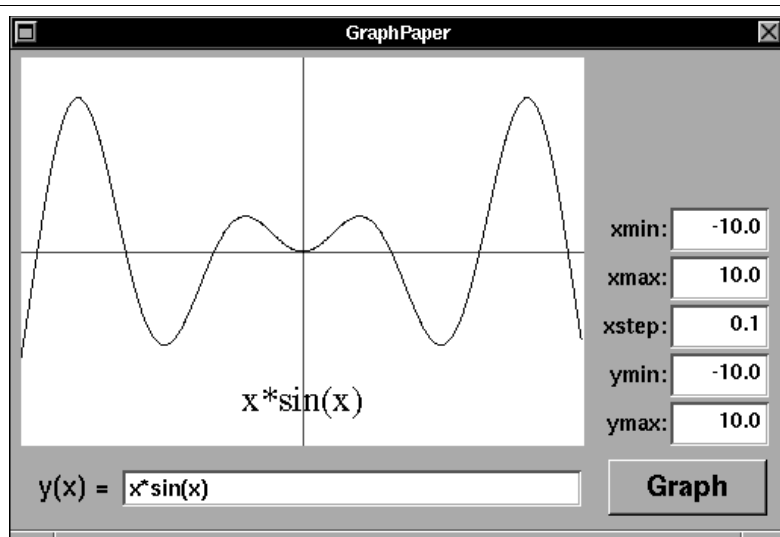 GraphPaper
xmin: -10.0
xmax: 10.0
xstep: 0.1
ymin: -10.0
ymax: 10.0
x*sin(x)
y(x) = x*sin(x)
Graph